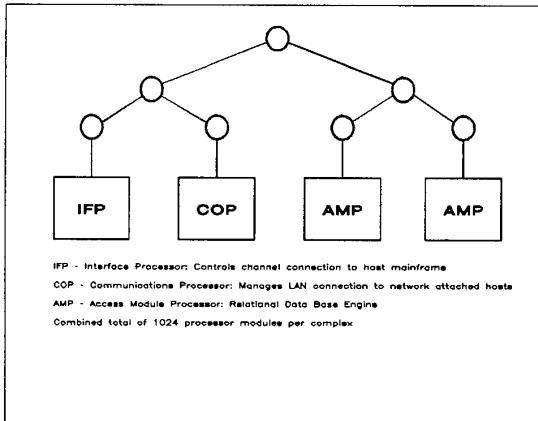 IFP COP AMP AMP
IFP - Interface Processor: Controls channel connection to host mainframe
COP - Communications Processor: Manages LAN connection to network attached hosts
AMP - Access Module Processor: Relational Data Base Engine
Combined total of 1024 processor modules per complex